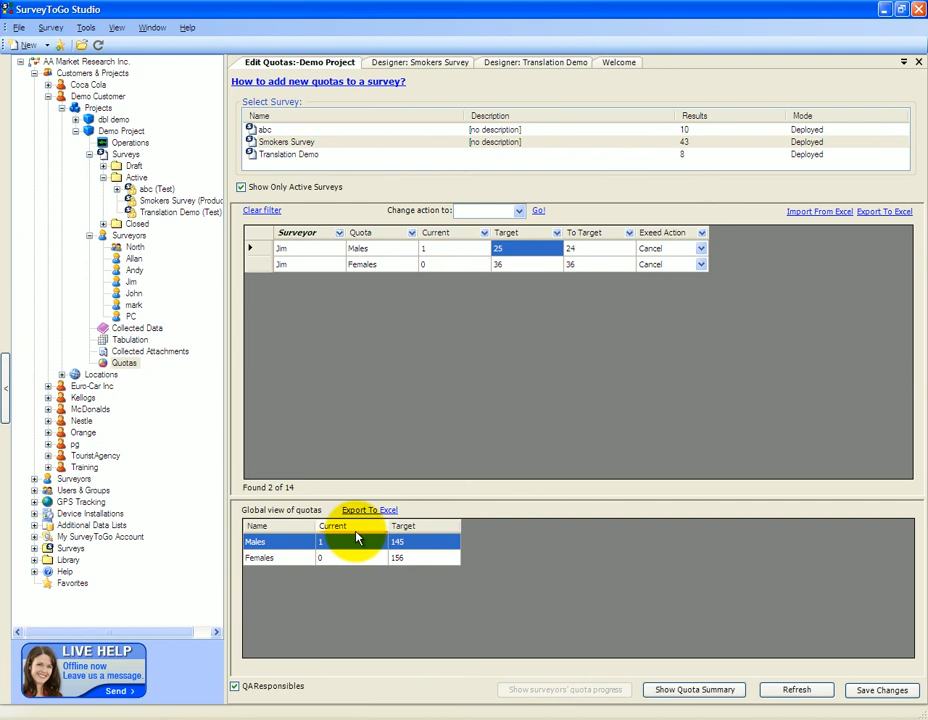 SurveyToGo Studio
File Survey Tools View Window Help
New
AA Market Research Inc.
Customers & Projects
Coca Cola
Demo Customer
Projects
dbl demo
Demo Project
Operations
Surveys
Draft
Active
abc (Test)
Smokers Survey (Produc
Translation Demo (Test)
Closed
Surveyors
North
Allan
Andy
Jim
John
mark
PC
Collected Data
Tabulation
Collected Attachments
Quotas
Locations
Euro-Car Inc
Kellogs
McDonalds
Nestle
Orange
pg
TouristAgency
Training
Surveyors
Users & Groups
GPS Tracking
Device Installations
Additional Data Lists
My SurveyToGo Account
Surveys
Library
Help
Favorites
LIVE HELP
Offline now
Leave us a message.
Send >
Edit Quotas:-Demo Project Designer: Smokers Survey Designer: Translation Demo Welcome
How to add new quotas to a survey?
Select Survey:
Name Description Results Mode
abc [no description] 10 Deployed
Smokers Survey [no description] 43 Deployed
Translation Demo [no description] 8 Deployed
Show Only Active Surveys
Clear filter Change action to: Go! Import From Excel Export To Excel
Surveyor Quota Current Target To Target Exeed Action
Jim Males 1 25 24 Cancel
Jim Females 0 36 36 Cancel
Found 2 of 14
Global view of quotas Export To Excel
Name Current Target
Males 1 145
Females 0 156
QAResponsibles Show surveyors' quota progress Show Quota Summary Refresh Save Changes